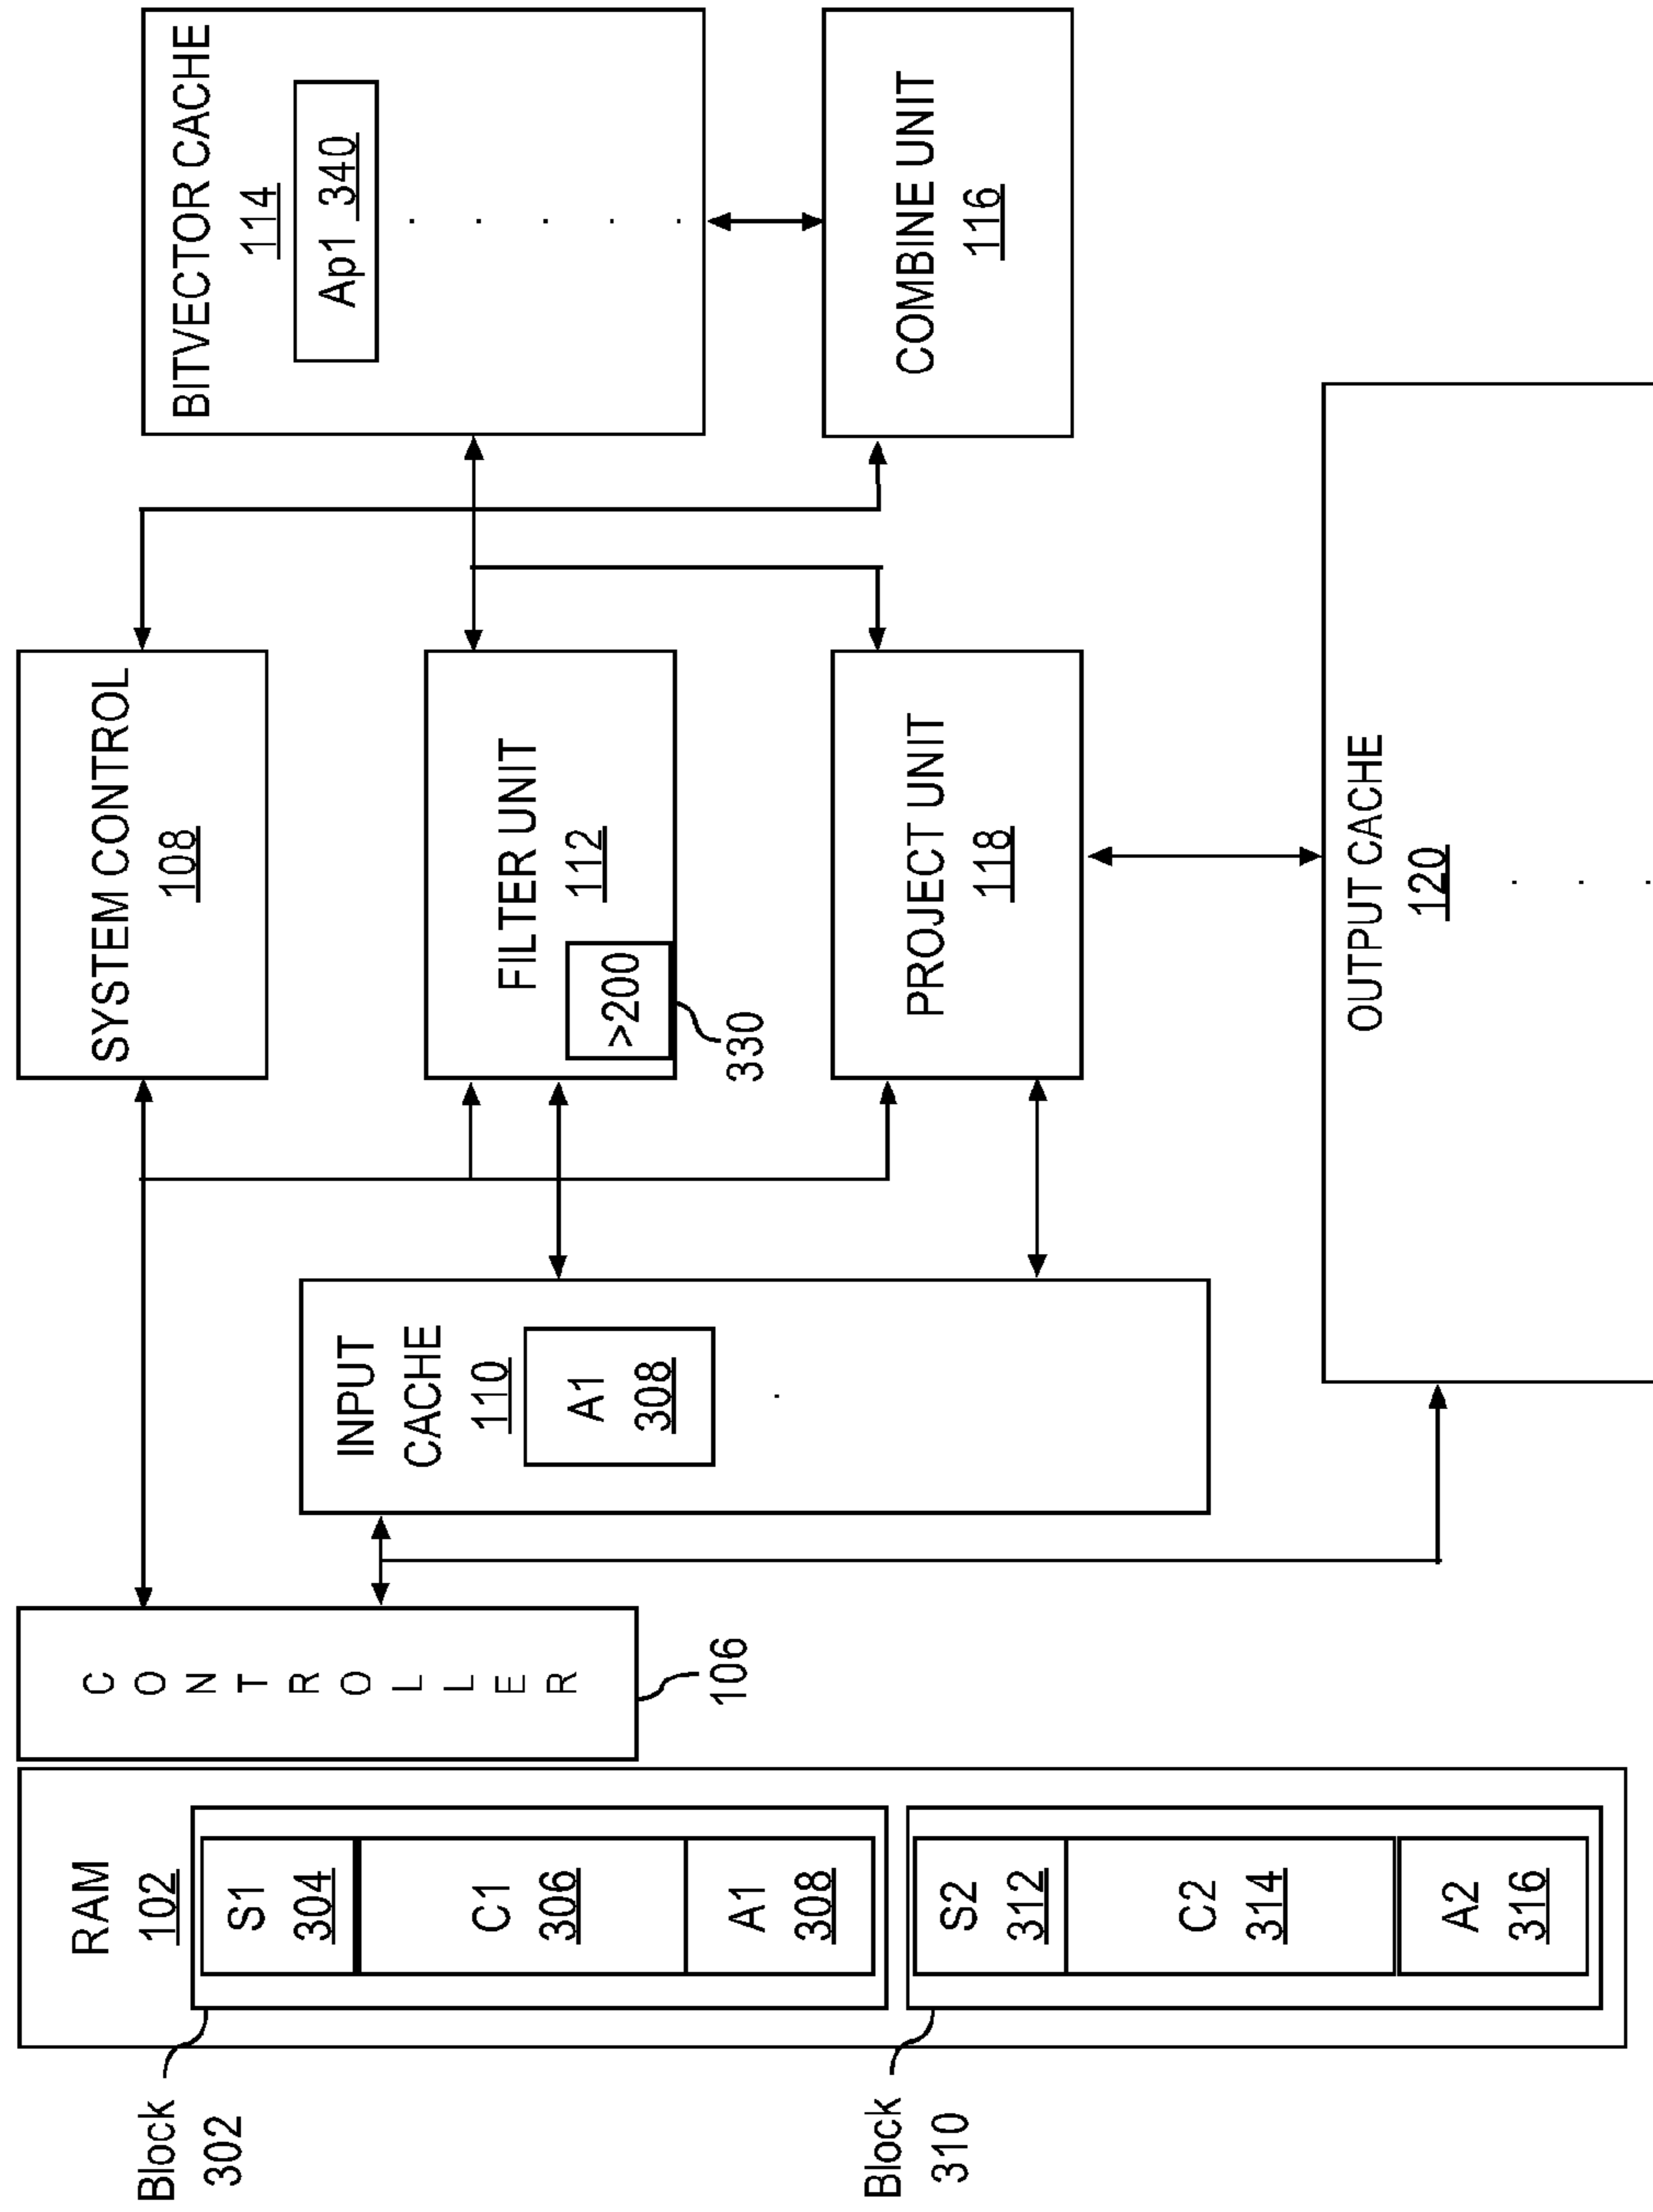 Block
302
Block
310
RAM
102
S1
304
C1
306
A1
308
S2
312
C2
314
A2
316
CONTROLLER
106
INPUT
CACHE
110
A1
308
SYSTEM CONTROL
108
FILTER UNIT
112
>200
330
PROJECT UNIT
118
BITVECTOR CACHE
114
Ap1 340
COMBINE UNIT
116
OUTPUT CACHE
120